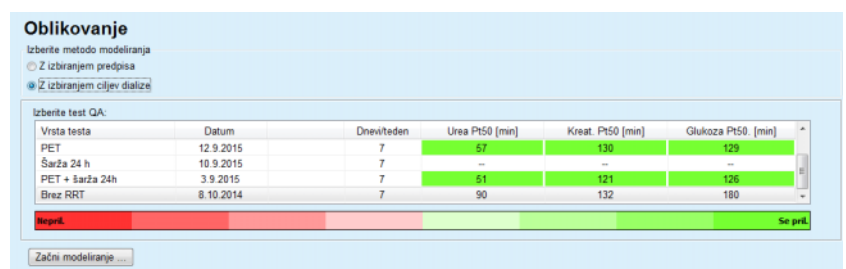 Oblikovanje
Izberite metodo modeliranja
Z izbiranjem predpisa
Z izbiranjem ciljev dialize
Izberite test QA:
Vrsta testa Datum Dnevi/teden Urea Pt50 [min] Kreat. Pt50 [min] Glukoza Pt50. [min]
PET 12.9.2015 7 57 130 129
Šarža 24 h 10.9.2015 7 -- -- --
PET + šarža 24h 3.9.2015 7 51 121 126
Brez RRT 8.10.2014 7 90 132 180
Nepril. Se pril.
Začni modeliranje ...